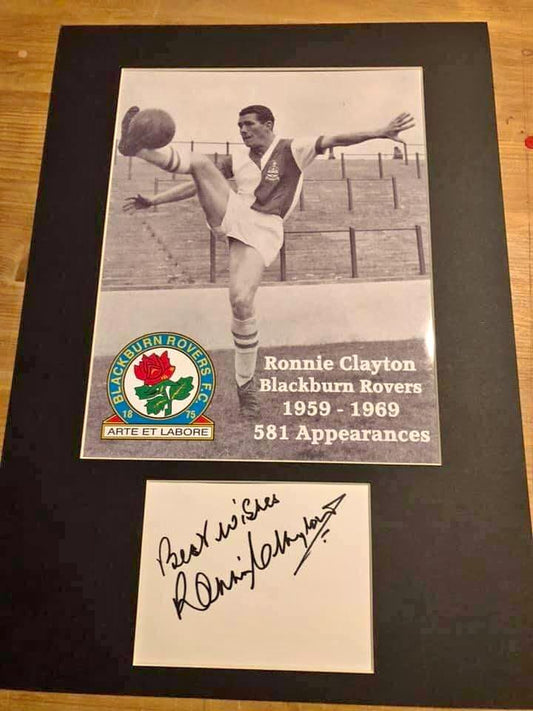 BLACKBURN ROVERS F.C.
18 75
ARTE ET LABORE
Ronnie Clayton
Blackburn Rovers
1959 - 1969
581 Appearances
Best wishes
Ronnie Clayton